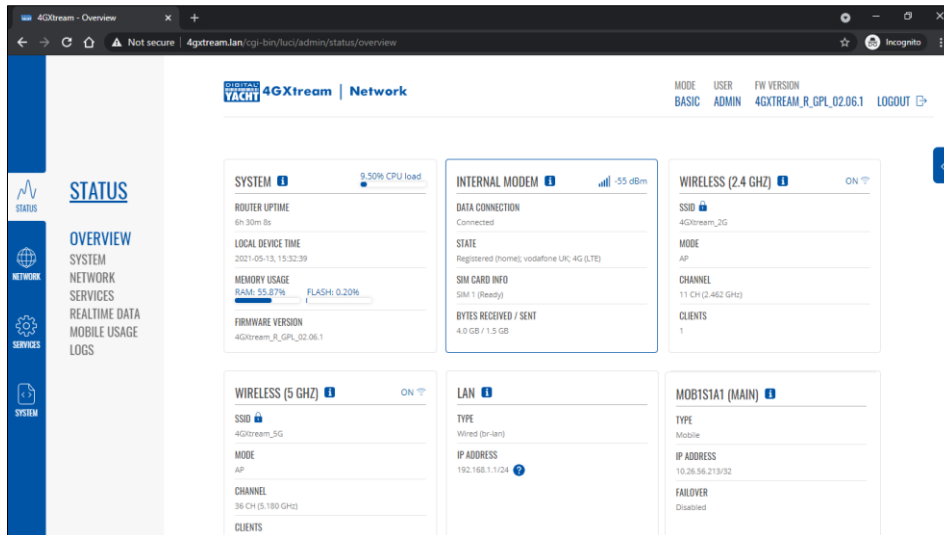 4GXtream - Overview
Not secure | 4gxtream.lan/cgi-bin/luci/admin/status/overview
Incognito
DIGITAL YACHT 4GXtream | Network
MODE USER FW VERSION
BASIC ADMIN 4GXTREAM_R_GPL_02.06.1 LOGOUT
STATUS
NETWORK
SERVICES
SYSTEM
STATUS
OVERVIEW
SYSTEM
NETWORK
SERVICES
REALTIME DATA
MOBILE USAGE
LOGS
SYSTEM 9.50% CPU load
ROUTER UPTIME
6h 30m 8s
LOCAL DEVICE TIME
2021-05-13, 15:32:39
MEMORY USAGE
RAM: 55.87% FLASH: 0.20%
FIRMWARE VERSION
4GXtream_R_GPL_02.06.1
INTERNAL MODEM -55 dBm
DATA CONNECTION
Connected
STATE
Registered (home); vodafone UK; 4G (LTE)
SIM CARD INFO
SIM 1 (Ready)
BYTES RECEIVED / SENT
4.0 GB / 1.5 GB
WIRELESS (2.4 GHZ) ON
SSID
4GXtream_2G
MODE
AP
CHANNEL
11 CH (2.462 GHz)
CLIENTS
1
WIRELESS (5 GHZ) ON
SSID
4GXtream_5G
MODE
AP
CHANNEL
36 CH (5.180 GHz)
CLIENTS
LAN
TYPE
Wired (br-lan)
IP ADDRESS
192.168.1.1/24
MOB1S1A1 (MAIN)
TYPE
Mobile
IP ADDRESS
10.26.56.213/32
FAILOVER
Disabled